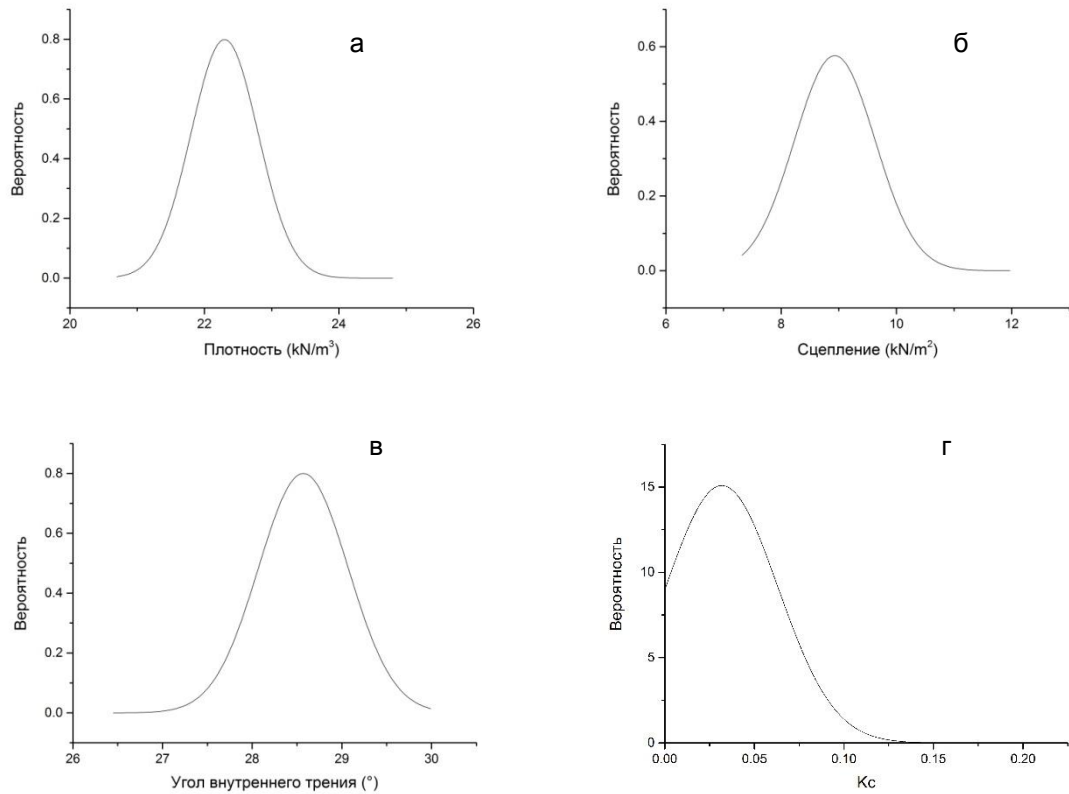 а
Вероятность
0.8
0.6
0.4
0.2
0.0
20 22 24 26
Плотность (kN/m³)
б
Вероятность
0.6
0.4
0.2
0.0
6 8 10 12
Сцепление (kN/m²)
в
Вероятность
0.8
0.6
0.4
0.2
0.0
26 27 28 29 30
Угол внутреннего трения (°)
г
Вероятность
15
10
5
0
0.00 0.05 0.10 0.15 0.20
Kc